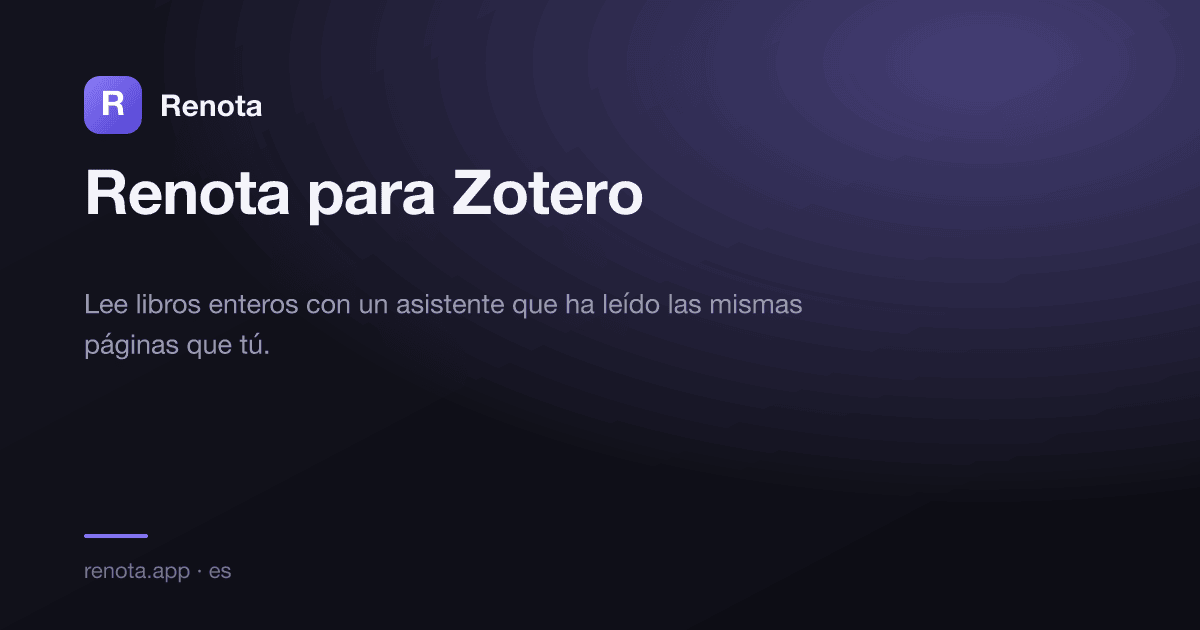 R
Renota
Renota para Zotero
Lee libros enteros con un asistente que ha leído las mismas
páginas que tú.
renota.app · es